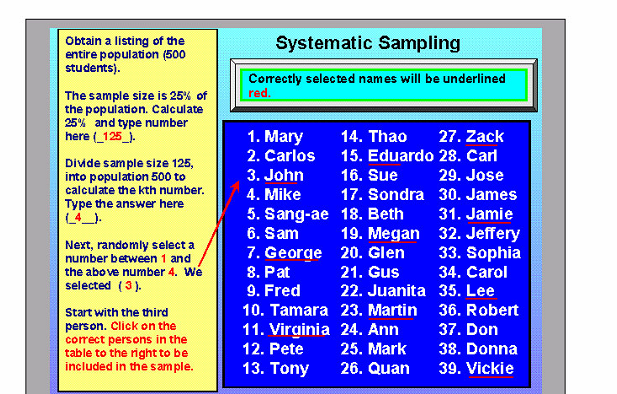 Obtain a listing of the
entire population (500
students).
The sample size is 25% of
the population. Calculate
25% and type number
here (_125_).
Divide sample size 125,
into population 500 to
calculate the kth number.
Type the answer here
(_4__).
Next, randomly select a
number between 1 and
the above number 4. We
selected ( 3 ).
Start with the third
person. Click on the
correct persons in the
table to the right to be
included in the sample.
Systematic Sampling
Correctly selected names will be underlined
red.
1. Mary
2. Carlos
3. John
4. Mike
5. Sang-ae
6. Sam
7. George
8. Pat
9. Fred
10. Tamara
11. Virginia
12. Pete
13. Tony
14. Thao
15. Eduardo
16. Sue
17. Sondra
18. Beth
19. Megan
20. Glen
21. Gus
22. Juanita
23. Martin
24. Ann
25. Mark
26. Quan
27. Zack
28. Carl
29. Jose
30. James
31. Jamie
32. Jeffery
33. Sophia
34. Carol
35. Lee
36. Robert
37. Don
38. Donna
39. Vickie